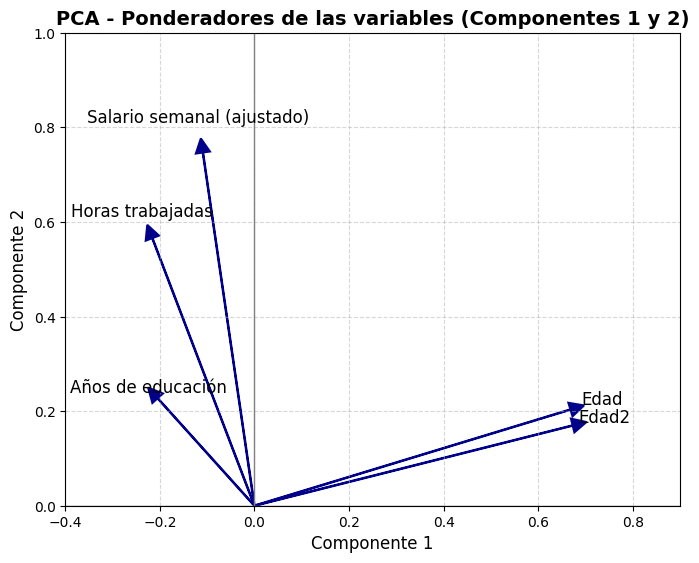 PCA - Ponderadores de las variables (Componentes 1 y 2)
1.0
0.8
0.6
0.4
0.2
0.0
Componente 2
Salario semanal (ajustado)
Horas trabajadas
Años de educación
Edad
Edad2
−0.4
−0.2
0.0
0.2
0.4
0.6
0.8
Componente 1